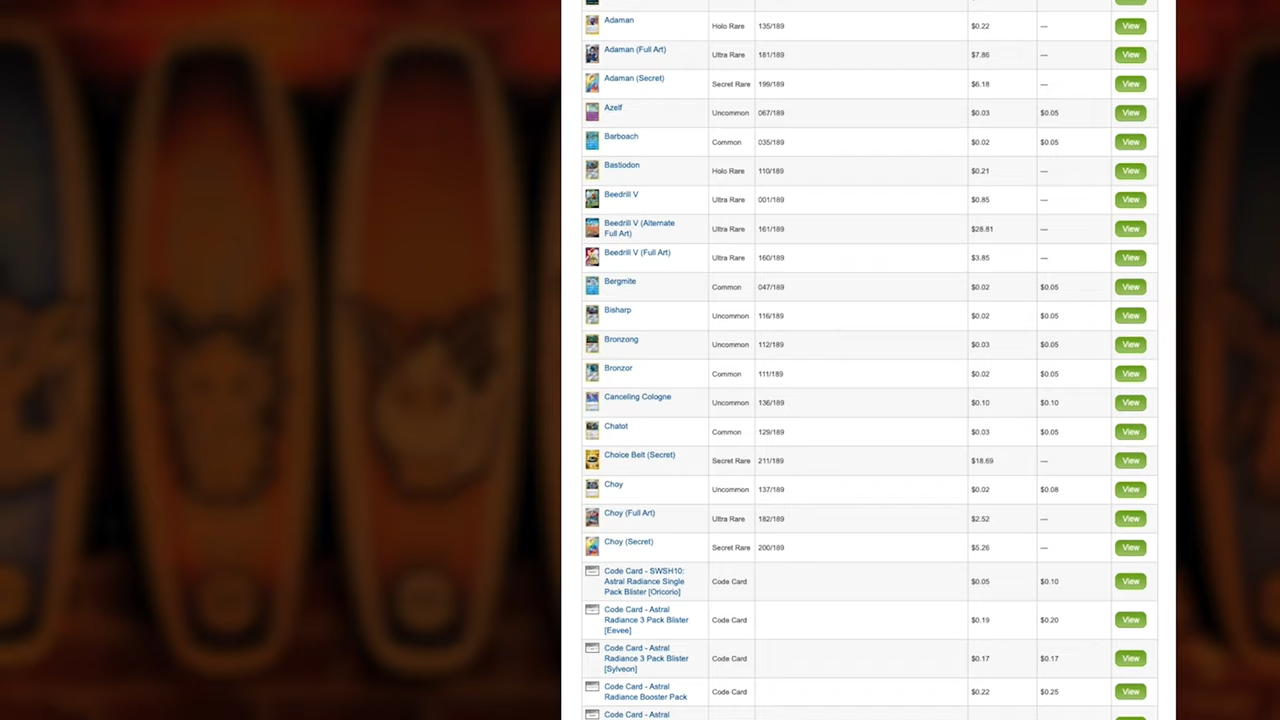 Adaman Holo Rare 135/189 $0.22 — View
Adaman (Full Art) Ultra Rare 181/189 $7.86 — View
Adaman (Secret) Secret Rare 199/189 $6.18 — View
Azelf Uncommon 067/189 $0.03 $0.05 View
Barboach Common 035/189 $0.02 $0.05 View
Bastiodon Holo Rare 110/189 $0.21 — View
Beedrill V Ultra Rare 001/189 $0.85 — View
Beedrill V (Alternate
Full Art) Ultra Rare 161/189 $28.81 — View
Beedrill V (Full Art) Ultra Rare 160/189 $3.85 — View
Bergmite Common 047/189 $0.02 $0.05 View
Bisharp Uncommon 116/189 $0.02 $0.05 View
Bronzong Uncommon 112/189 $0.03 $0.05 View
Bronzor Common 111/189 $0.02 $0.05 View
Canceling Cologne Uncommon 136/189 $0.10 $0.10 View
Chatot Common 129/189 $0.03 $0.05 View
Choice Belt (Secret) Secret Rare 211/189 $18.69 — View
Choy Uncommon 137/189 $0.02 $0.08 View
Choy (Full Art) Ultra Rare 182/189 $2.52 — View
Choy (Secret) Secret Rare 200/189 $5.26 — View
Code Card - SWSH10:
Astral Radiance Single Code Card $0.05 $0.10 View
Pack Blister [Oricorio]
Code Card - Astral
Radiance 3 Pack Blister Code Card $0.19 $0.20 View
[Eevee]
Code Card - Astral
Radiance 3 Pack Blister Code Card $0.17 $0.17 View
[Sylveon]
Code Card - Astral
Radiance Booster Pack Code Card $0.22 $0.25 View
Code Card - Astral